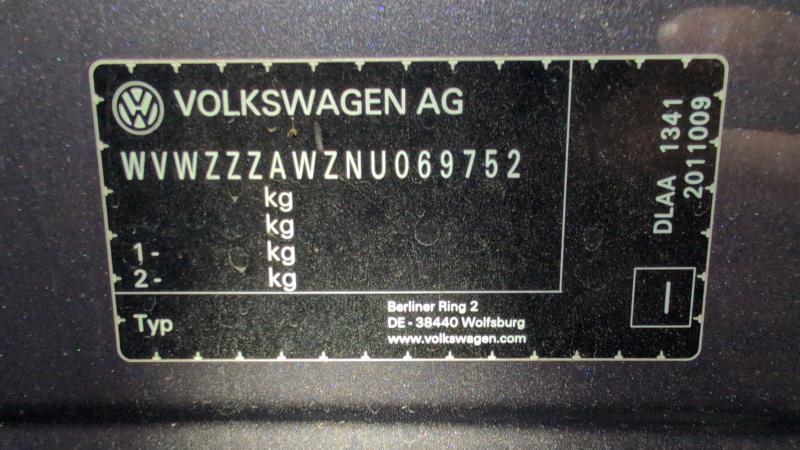 VOLKSWAGEN AG
WVWZZZAWZNU069752
kg
kg
1- kg
2- kg
Typ
Berliner Ring 2
DE - 38440 Wolfsburg
www.volkswagen.com
DLAA 1341
2011009